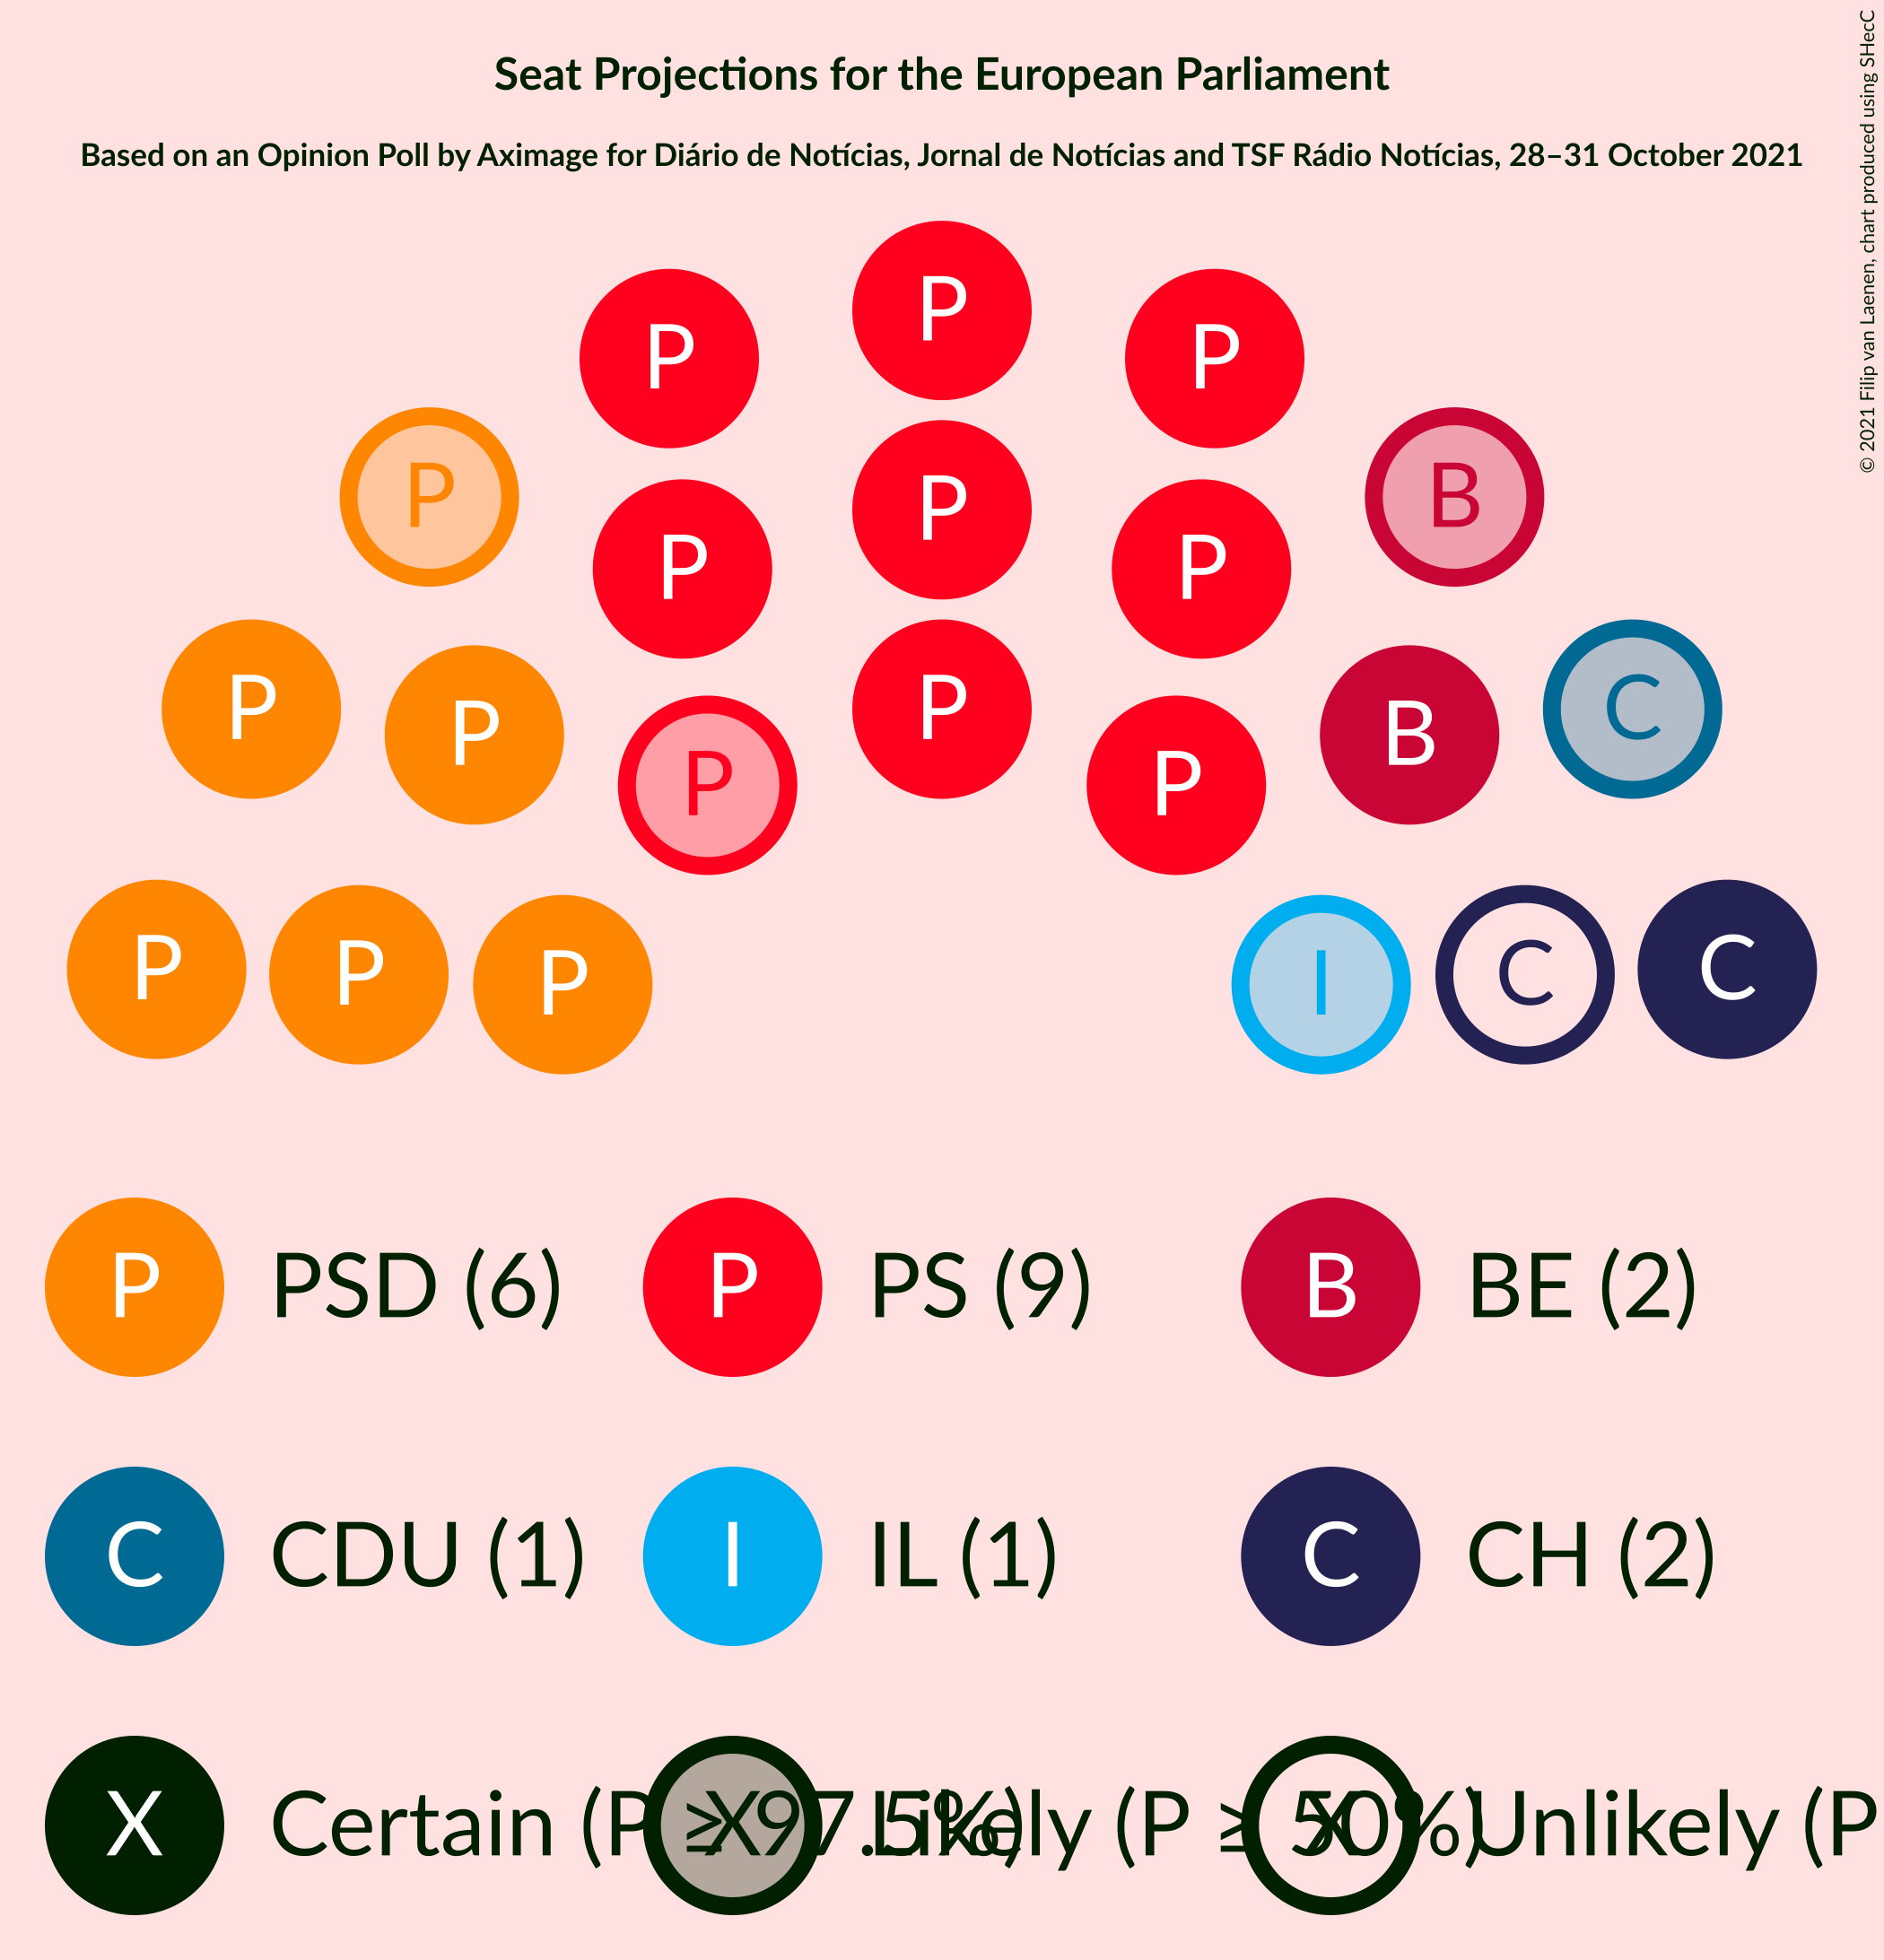 Seat Projections for the European Parliament
Based on an Opinion Poll by Aximage for Diário de Notícias, Jornal de Notícias and TSF Rádio Notícias, 28–31 October 2021
© 2021 Filip van Laenen, chart produced using SHecC
P
P P
P B
P
P P
P C
P
P P B
P P
P P P I C C
P PSD (6) P PS (9) B BE (2)
C CDU (1) I IL (1) C CH (2)
X Certain (P ≥ 97.5%) X Likely (P ≥ 50%) X Unlikely (P